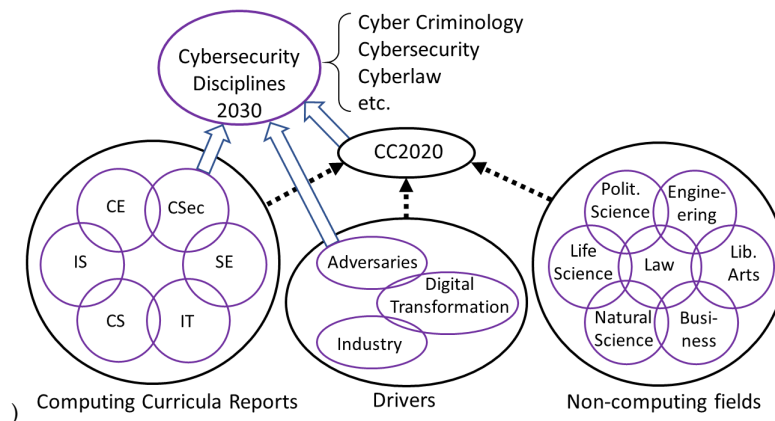 Cybersecurity
Disciplines
2030
Cyber Criminology
Cybersecurity
Cyberlaw
etc.
CC2020
CE
CSec
IS
SE
CS
IT
Adversaries
Digital
Transformation
Industry
Polit.
Science
Engine-
ering
Life
Science
Law
Lib.
Arts
Natural
Science
Busi-
ness
)
Computing Curricula Reports
Drivers
Non-computing fields